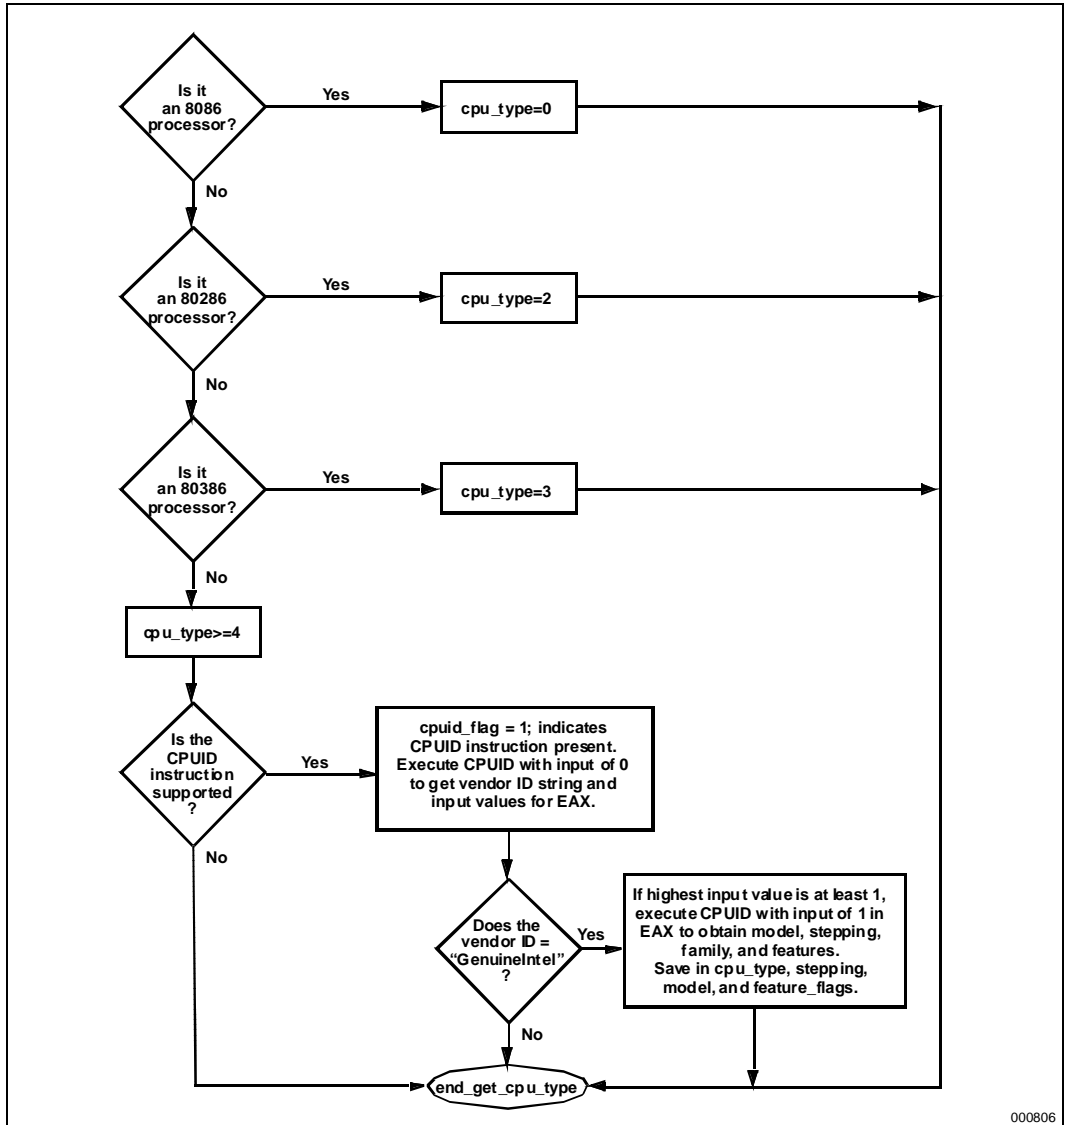 Is it
an 8086
processor?
Yes
cpu_type=0
No
Is it
an 80286
processor?
Yes
cpu_type=2
No
Is it
an 80386
processor?
Yes
cpu_type=3
No
cpu_type>=4
Is the
CPUID
instruction
supported
?
Yes
cpuid_flag = 1; indicates
CPUID instruction present.
Execute CPUID with input of 0
to get vendor ID string and
input values for EAX.
No
Does the
vendor ID =
“GenuineIntel”
?
Yes
If highest input value is at least 1,
execute CPUID with input of 1 in
EAX to obtain model, stepping,
family, and features.
Save in cpu_type, stepping,
model, and feature_flags.
No
end_get_cpu_type
000806